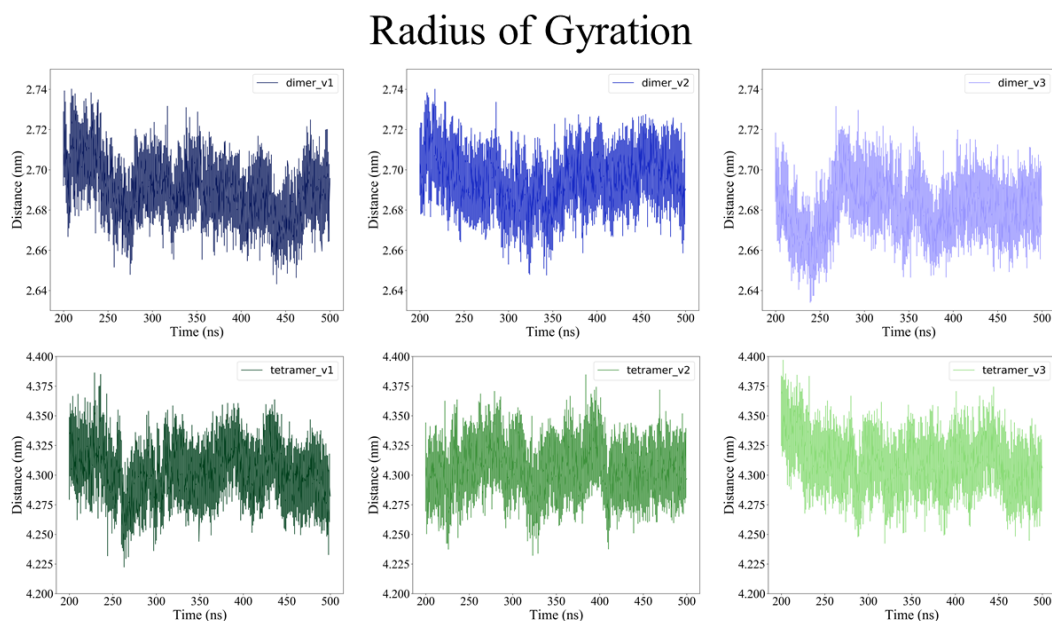 Radius of Gyration
dimer_v1
2.74
2.72
2.70
2.68
2.66
2.64
Distance (nm)
200 250 300 350 400 450 500
Time (ns)
dimer_v2
2.74
2.72
2.70
2.68
2.66
2.64
Distance (nm)
200 250 300 350 400 450 500
Time (ns)
dimer_v3
2.74
2.72
2.70
2.68
2.66
2.64
Distance (nm)
200 250 300 350 400 450 500
Time (ns)
tetramer_v1
4.400
4.375
4.350
4.325
4.300
4.275
4.250
4.225
4.200
Distance (nm)
200 250 300 350 400 450 500
Time (ns)
tetramer_v2
4.400
4.375
4.350
4.325
4.300
4.275
4.250
4.225
4.200
Distance (nm)
200 250 300 350 400 450 500
Time (ns)
tetramer_v3
4.400
4.375
4.350
4.325
4.300
4.275
4.250
4.225
4.200
Distance (nm)
200 250 300 350 400 450 500
Time (ns)